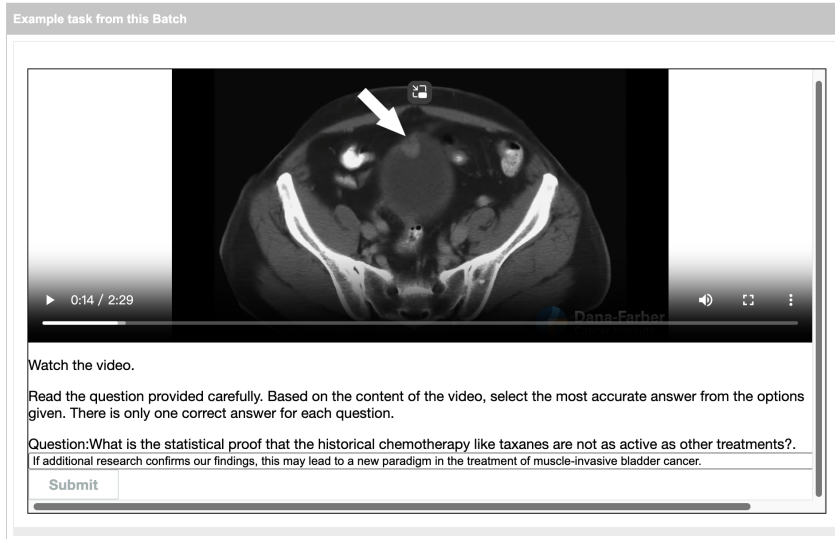 Example task from this Batch
0:14 / 2:29
Dana-Farber
Watch the video.
Read the question provided carefully. Based on the content of the video, select the most accurate answer from the options
given. There is only one correct answer for each question.
Question:What is the statistical proof that the historical chemotherapy like taxanes are not as active as other treatments?.
If additional research confirms our findings, this may lead to a new paradigm in the treatment of muscle-invasive bladder cancer.
Submit